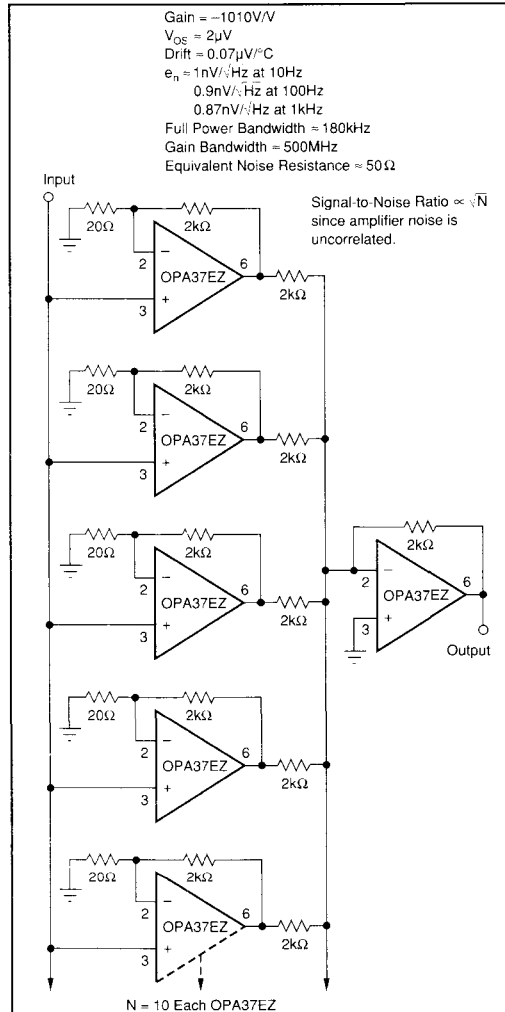 Gain = −1010V/V
V_OS ≈ 2μV
Drift ≈ 0.07μV/°C
e_n ≈ 1nV/√Hz at 10Hz
0.9nV/√Hz at 100Hz
0.87nV/√Hz at 1kHz
Full Power Bandwidth ≈ 180kHz
Gain Bandwidth ≈ 500MHz
Equivalent Noise Resistance ≈ 50Ω
Input
Signal-to-Noise Ratio ∝ √N
since amplifier noise is
uncorrelated.
20Ω
2kΩ
2
6
OPA37EZ
3
2kΩ
20Ω
2kΩ
2
6
OPA37EZ
3
2kΩ
20Ω
2kΩ
2
6
OPA37EZ
3
2kΩ
2kΩ
2
6
OPA37EZ
3
Output
20Ω
2kΩ
2
6
OPA37EZ
3
2kΩ
20Ω
2kΩ
2
6
OPA37EZ
3
2kΩ
N = 10 Each OPA37EZ